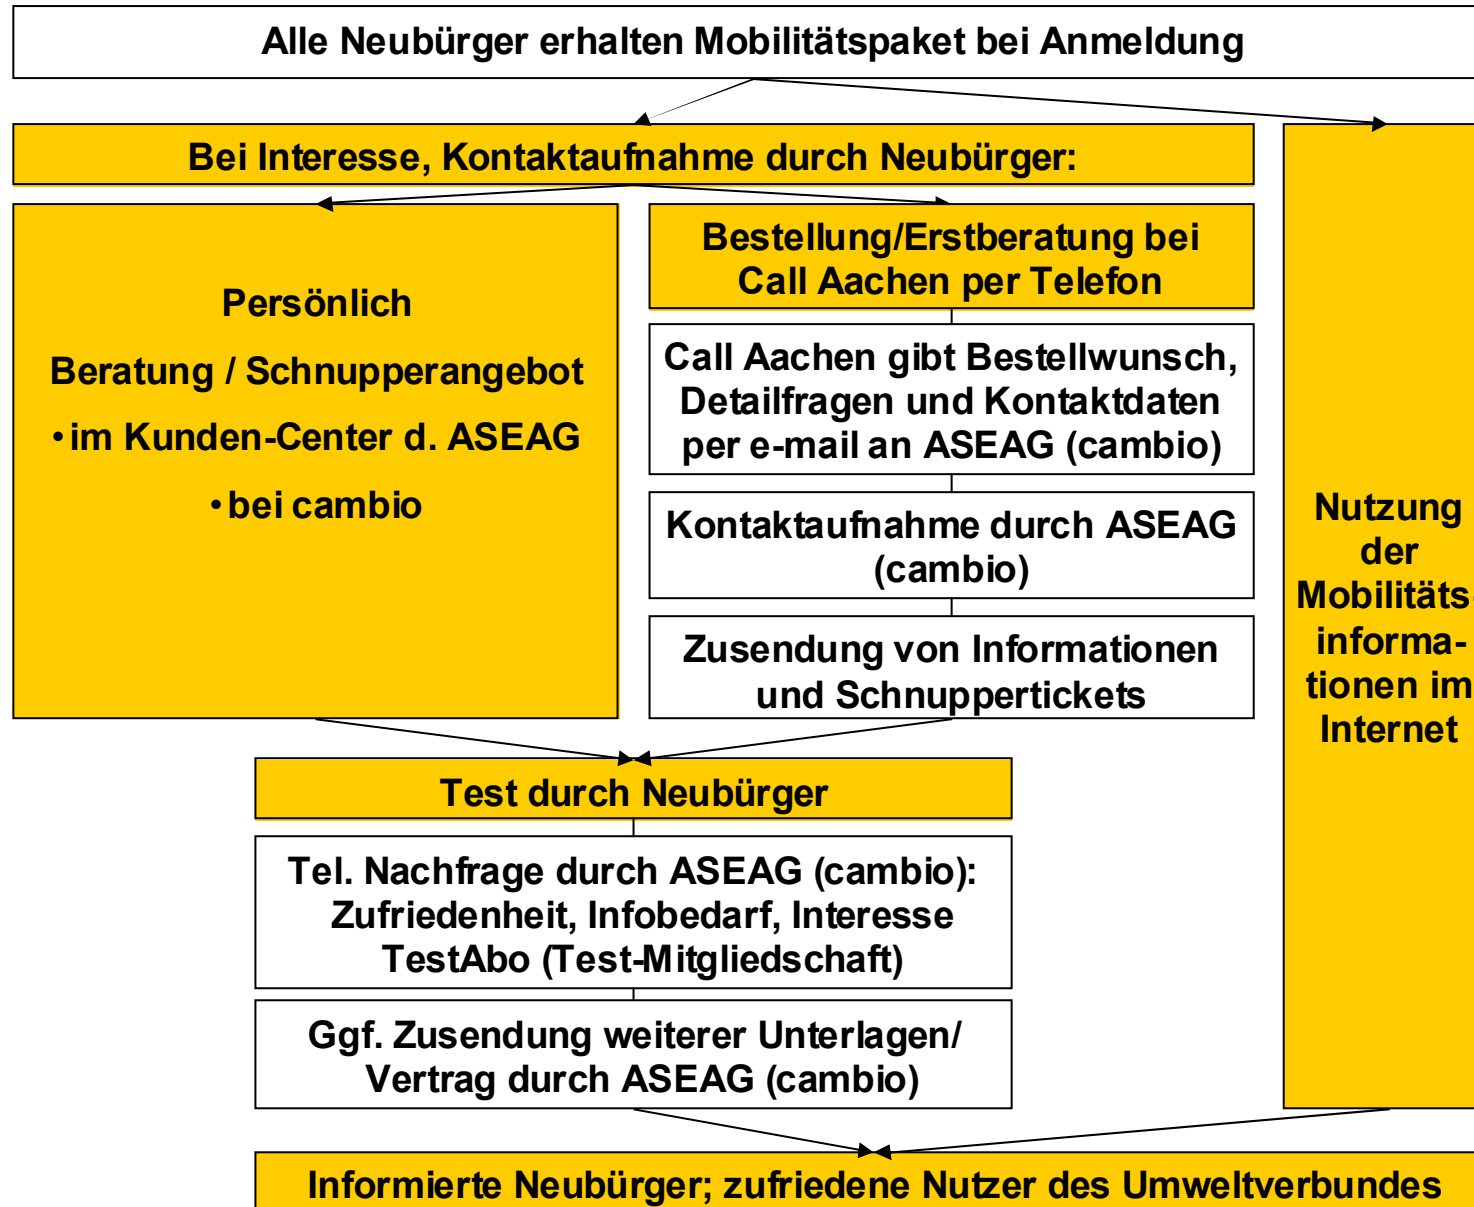 Alle Neubürger erhalten Mobilitätspaket bei Anmeldung
Bei Interesse, Kontaktaufnahme durch Neubürger:
Persönlich
Beratung / Schnupperangebot
• im Kunden-Center d. ASEAG
• bei cambio
Bestellung/Erstberatung bei
Call Aachen per Telefon
Call Aachen gibt Bestellwunsch,
Detailfragen und Kontaktdaten
per e-mail an ASEAG (cambio)
Kontaktaufnahme durch ASEAG
(cambio)
Zusendung von Informationen
und Schnuppertickets
Nutzung
der
Mobilitäts-
informa-
tionen im
Internet
Test durch Neubürger
Tel. Nachfrage durch ASEAG (cambio):
Zufriedenheit, Infobedarf, Interesse
TestAbo (Test-Mitgliedschaft)
Ggf. Zusendung weiterer Unterlagen/
Vertrag durch ASEAG (cambio)
Informierte Neubürger; zufriedene Nutzer des Umweltverbundes